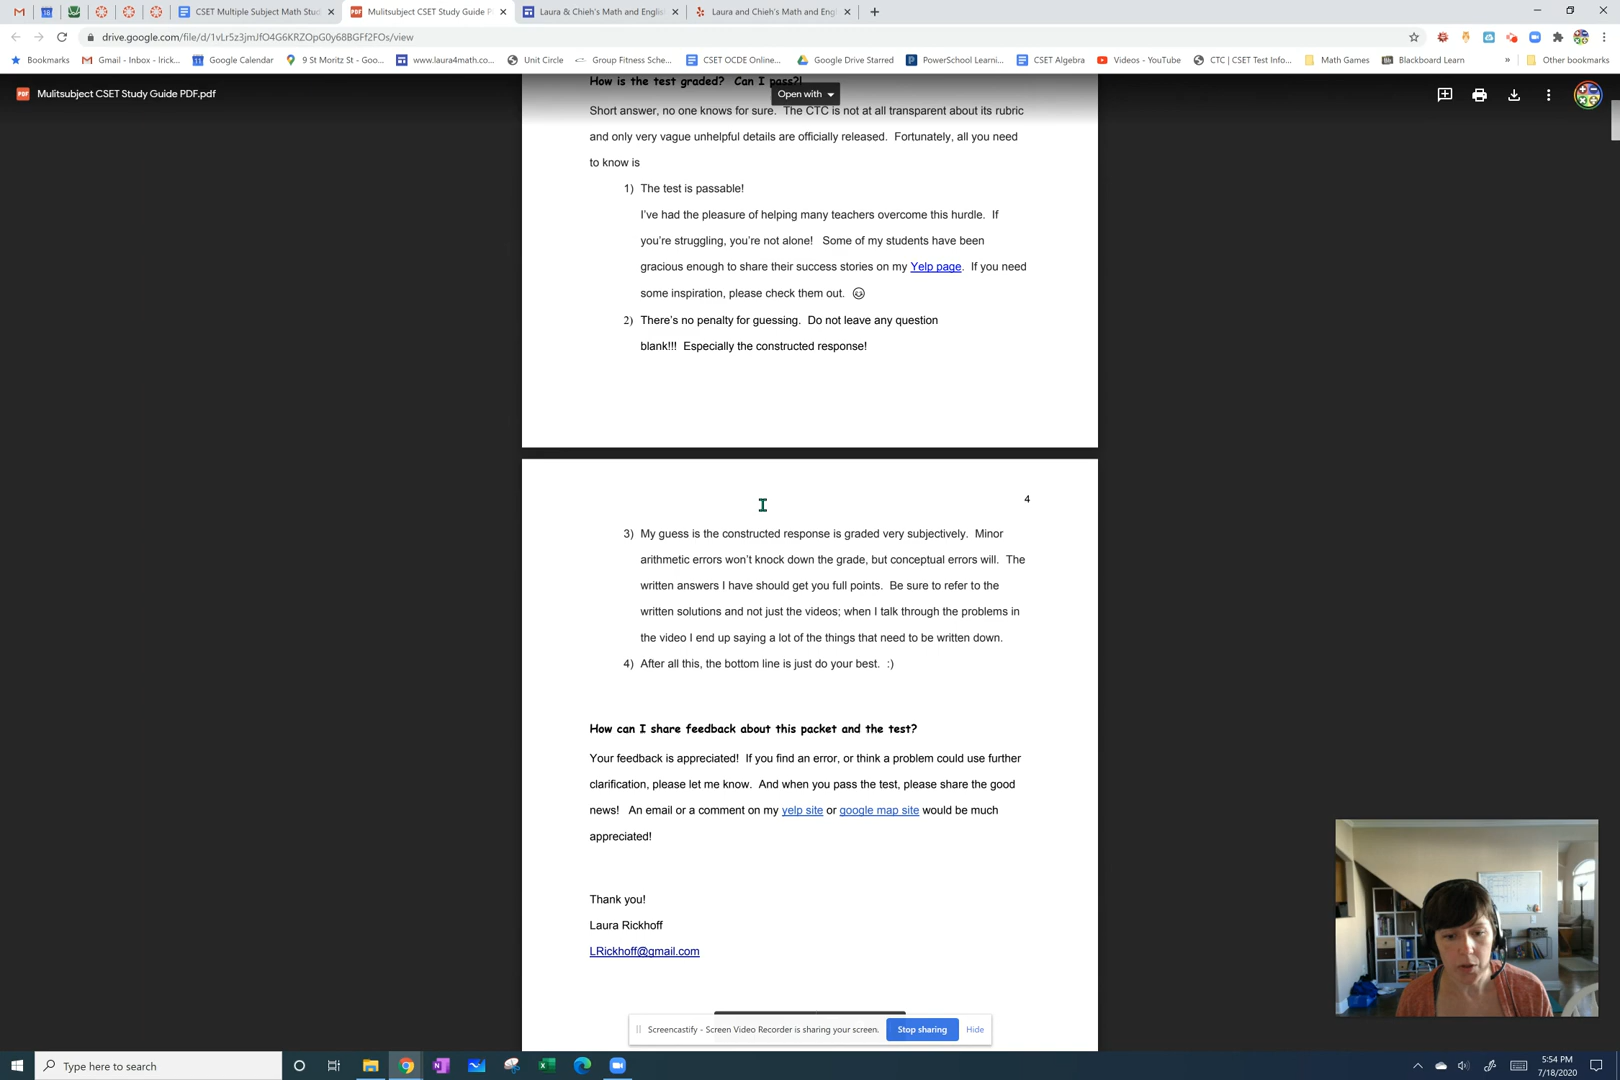 CSET Multiple Subject Math Stud
Mulitsubject CSET Study Guide P
Laura & Chieh's Math and English
Laura and Chieh's Math and Engl
drive.google.com/file/d/1vLr5z3jmJfO4G6KRZOpG0y68BGFf2FOs/view
Bookmarks
Gmail - Inbox - lrick...
Google Calendar
9 St Moritz St - Goo...
www.laura4math.co...
Unit Circle
Group Fitness Sche...
CSET OCDE Online...
Google Drive Starred
PowerSchool Learni...
CSET Algebra
Videos - YouTube
CTC | CSET Test Info...
Math Games
Blackboard Learn
Other bookmarks
Mulitsubject CSET Study Guide PDF.pdf
Open with
How is the test graded? Can I pass?!
Short answer, no one knows for sure. The CTC is not at all transparent about its rubric
and only very vague unhelpful details are officially released. Fortunately, all you need
to know is
1) The test is passable!
I've had the pleasure of helping many teachers overcome this hurdle. If
you're struggling, you're not alone! Some of my students have been
gracious enough to share their success stories on my Yelp page. If you need
some inspiration, please check them out. ☺
2) There's no penalty for guessing. Do not leave any question
blank!!! Especially the constructed response!
4
3) My guess is the constructed response is graded very subjectively. Minor
arithmetic errors won't knock down the grade, but conceptual errors will. The
written answers I have should get you full points. Be sure to refer to the
written solutions and not just the videos; when I talk through the problems in
the video I end up saying a lot of the things that need to be written down.
4) After all this, the bottom line is just do your best. :)
How can I share feedback about this packet and the test?
Your feedback is appreciated! If you find an error, or think a problem could use further
clarification, please let me know. And when you pass the test, please share the good
news! An email or a comment on my yelp site or google map site would be much
appreciated!
Thank you!
Laura Rickhoff
LRickhoff@gmail.com
Screencastify - Screen Video Recorder is sharing your screen.
Stop sharing
Hide
Type here to search
5:54 PM
7/18/2020